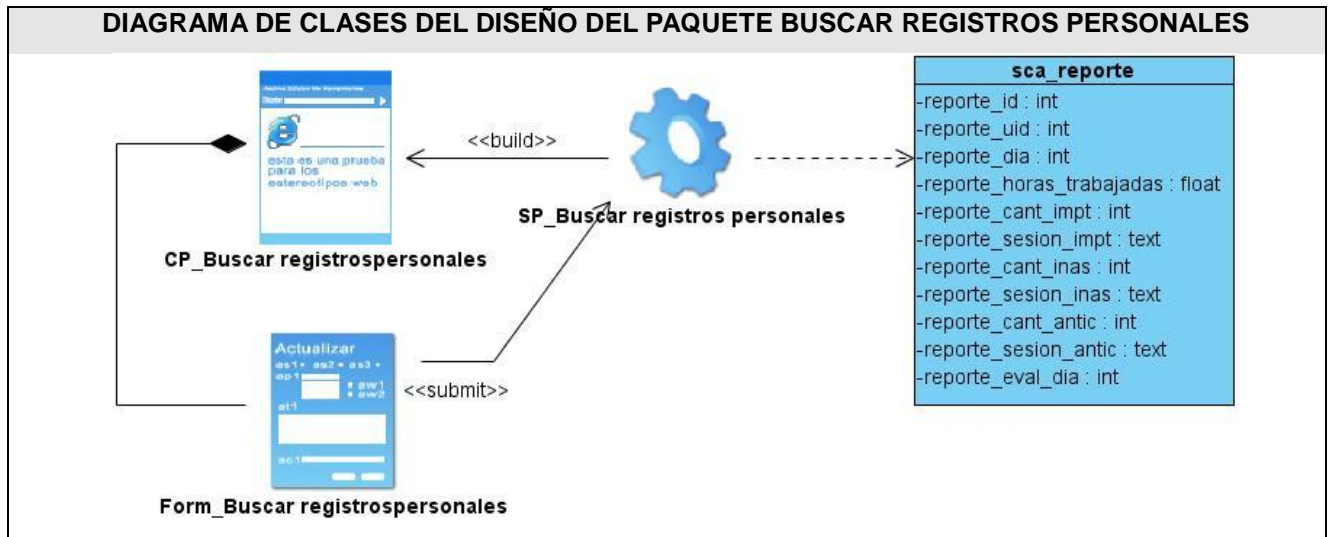 DIAGRAMA DE CLASES DEL DISEÑO DEL PAQUETE BUSCAR REGISTROS PERSONALES
esta es una prueba
para los
estereotipos web
CP_Buscar registrospersonales
<<build>>
SP_Buscar registros personales
sca_reporte
-reporte_id : int
-reporte_uid : int
-reporte_dia : int
-reporte_horas_trabajadas : float
-reporte_cant_impt : int
-reporte_sesion_impt : text
-reporte_cant_inas : int
-reporte_sesion_inas : text
-reporte_cant_antic : int
-reporte_sesion_antic : text
-reporte_eval_dia : int
Actualizar
<<submit>>
Form_Buscar registrospersonales